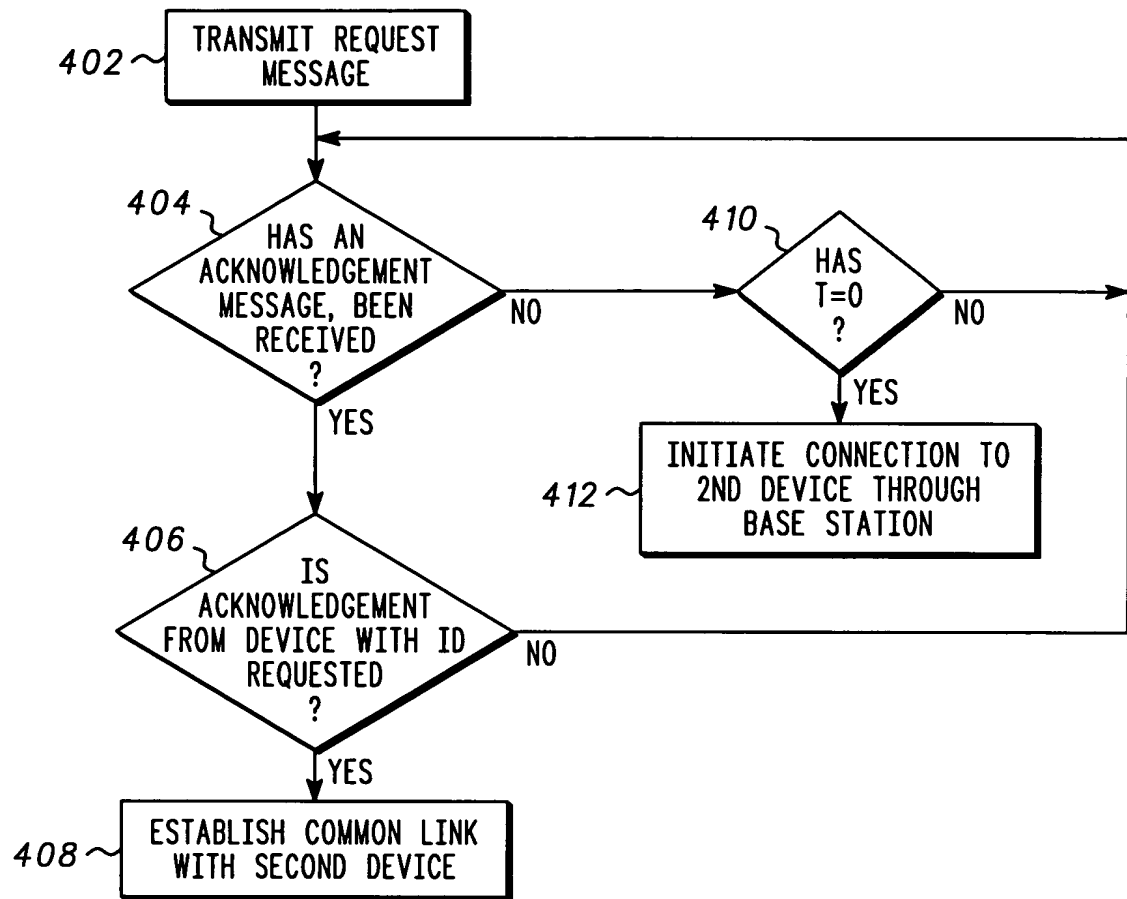 402
TRANSMIT REQUEST
MESSAGE
404
HAS AN
ACKNOWLEDGEMENT
MESSAGE, BEEN
RECEIVED
?
NO
YES
410
HAS
T=0
?
NO
YES
412
INITIATE CONNECTION TO
2ND DEVICE THROUGH
BASE STATION
406
IS
ACKNOWLEDGEMENT
FROM DEVICE WITH ID
REQUESTED
?
NO
YES
408
ESTABLISH COMMON LINK
WITH SECOND DEVICE